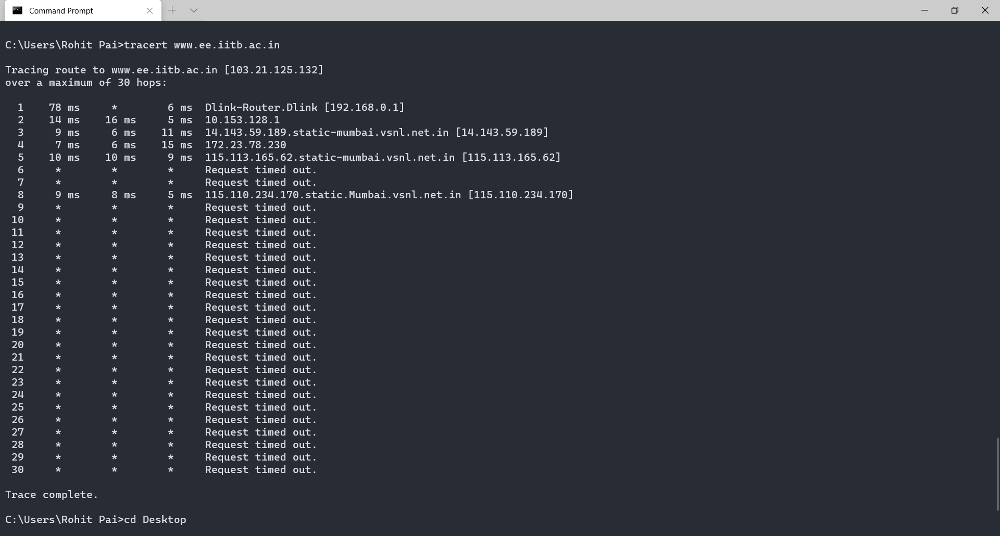 Command Prompt
C:\Users\Rohit Pai>tracert www.ee.iitb.ac.in
Tracing route to www.ee.iitb.ac.in [103.21.125.132]
over a maximum of 30 hops:
1 78 ms * 6 ms Dlink-Router.Dlink [192.168.0.1]
2 14 ms 16 ms 5 ms 10.153.128.1
3 9 ms 6 ms 11 ms 14.143.59.189.static-mumbai.vsnl.net.in [14.143.59.189]
4 7 ms 6 ms 15 ms 172.23.78.230
5 10 ms 10 ms 9 ms 115.113.165.62.static-mumbai.vsnl.net.in [115.113.165.62]
6 * * * Request timed out.
7 * * * Request timed out.
8 9 ms 8 ms 5 ms 115.110.234.170.static.Mumbai.vsnl.net.in [115.110.234.170]
9 * * * Request timed out.
10 * * * Request timed out.
11 * * * Request timed out.
12 * * * Request timed out.
13 * * * Request timed out.
14 * * * Request timed out.
15 * * * Request timed out.
16 * * * Request timed out.
17 * * * Request timed out.
18 * * * Request timed out.
19 * * * Request timed out.
20 * * * Request timed out.
21 * * * Request timed out.
22 * * * Request timed out.
23 * * * Request timed out.
24 * * * Request timed out.
25 * * * Request timed out.
26 * * * Request timed out.
27 * * * Request timed out.
28 * * * Request timed out.
29 * * * Request timed out.
30 * * * Request timed out.
Trace complete.
C:\Users\Rohit Pai>cd Desktop